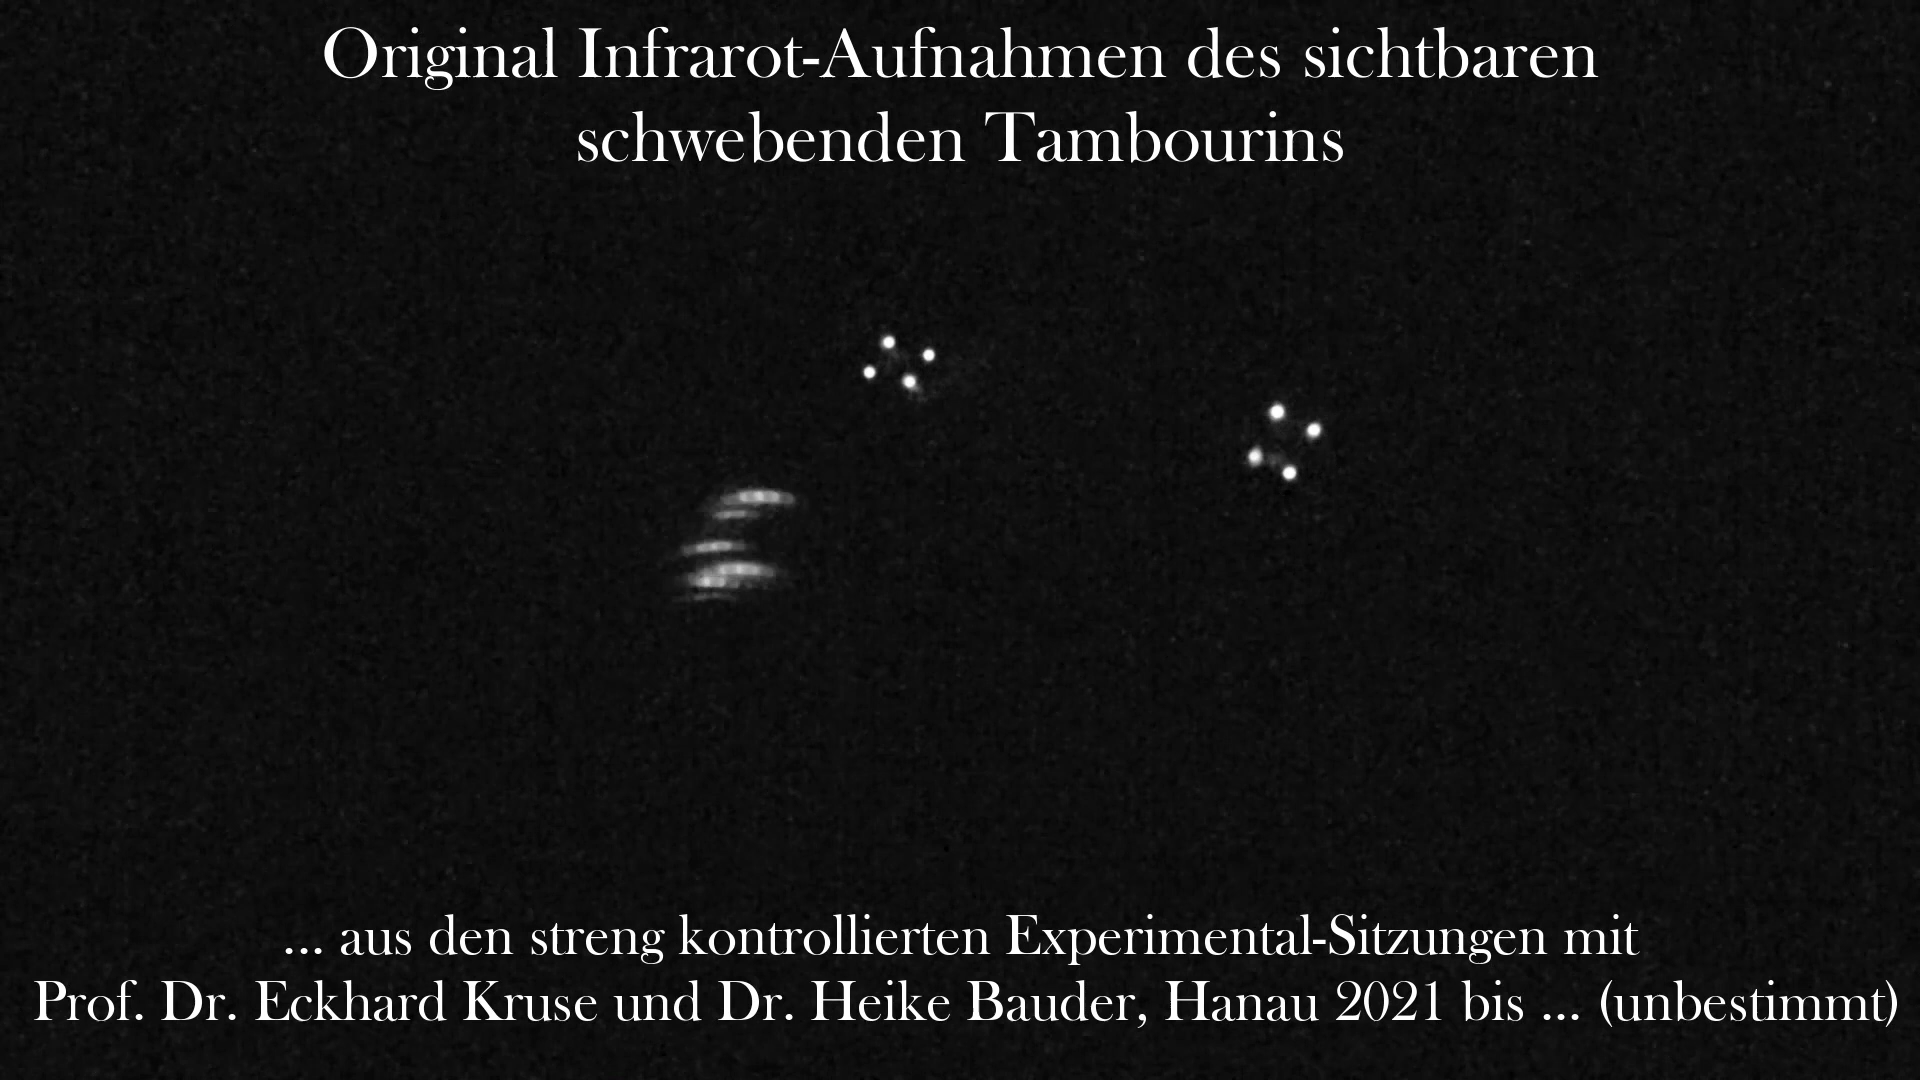 Original Infrarot-Aufnahmen des sichtbaren
schwebenden Tambourins
... aus den streng kontrollierten Experimental-Sitzungen mit
Prof. Dr. Eckhard Kruse und Dr. Heike Bauder, Hanau 2021 bis ... (unbestimmt)